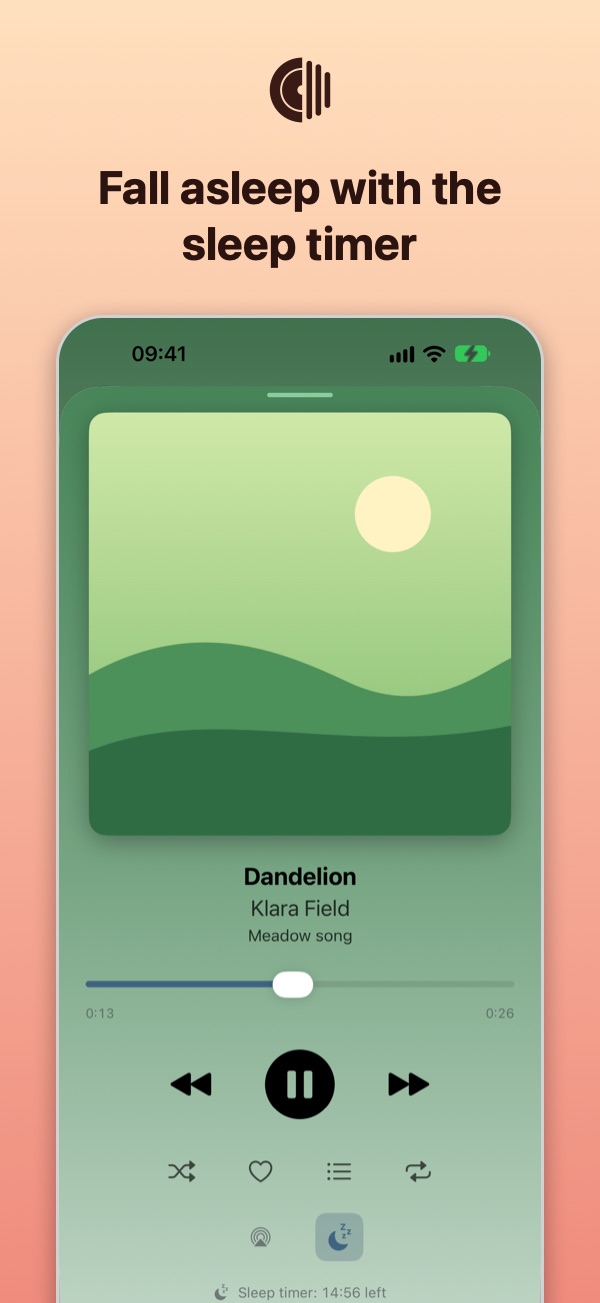 Fall asleep with the
sleep timer
09:41
Dandelion
Klara Field
Meadow song
0:13 0:26
Sleep timer: 14:56 left